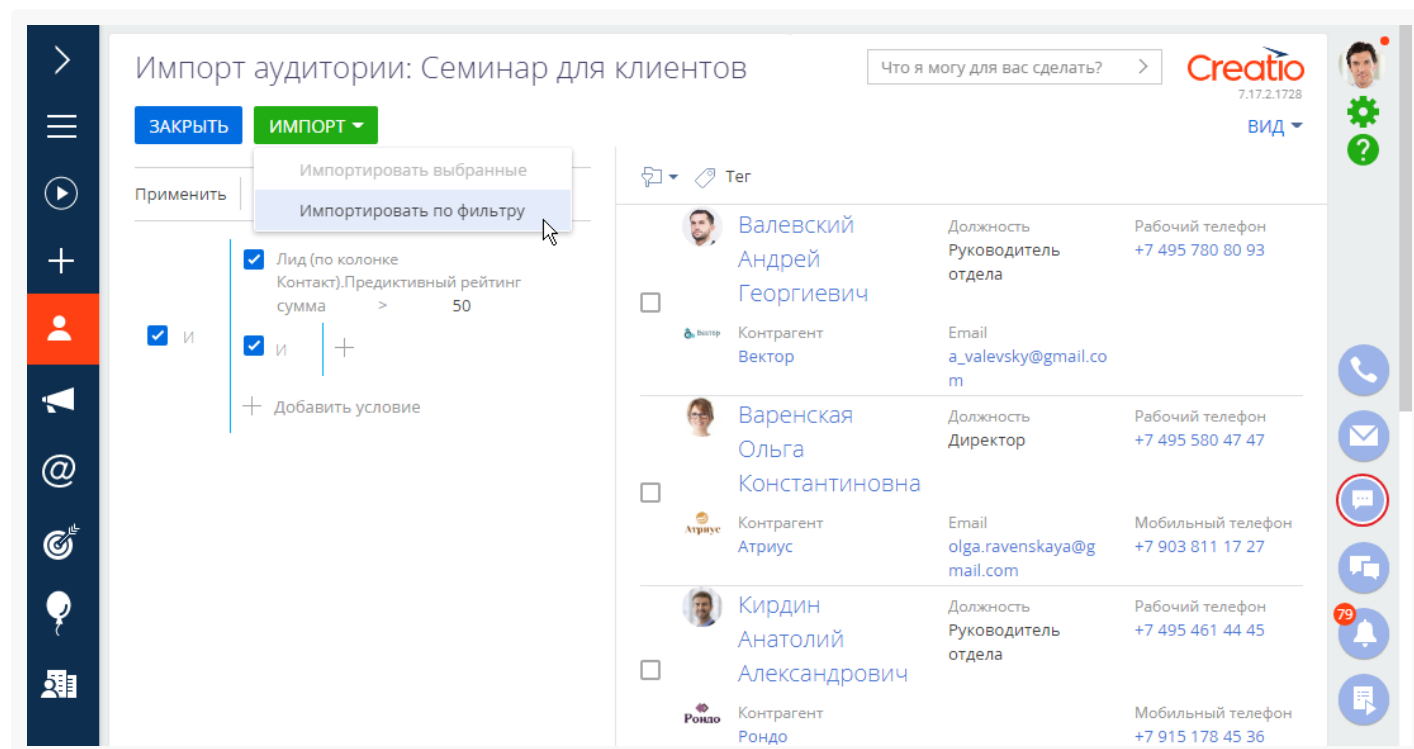 Импорт аудитории: Семинар для клиентов
Что я могу для вас сделать?
Creatio
7.17.2.1728
ЗАКРЫТЬ
ИМПОРТ
ВИД
Импортировать выбранные
Импортировать по фильтру
Применить
Тег
Лид (по колонке
Контакт).Предиктивный рейтинг
сумма > 50
И
И
Добавить условие
Валевский
Андрей
Георгиевич
Должность
Руководитель
отдела
Рабочий телефон
+7 495 780 80 93
Вектор
Контрагент
Вектор
Email
a_valevsky@gmail.co
m
Варенская
Ольга
Константиновна
Должность
Директор
Рабочий телефон
+7 495 580 47 47
Атриус
Контрагент
Атриус
Email
olga.ravenskaya@g
mail.com
Мобильный телефон
+7 903 811 17 27
Кирдин
Анатолий
Александрович
Должность
Руководитель
отдела
Рабочий телефон
+7 495 461 44 45
Рондо
Контрагент
Рондо
Мобильный телефон
+7 915 178 45 36
79